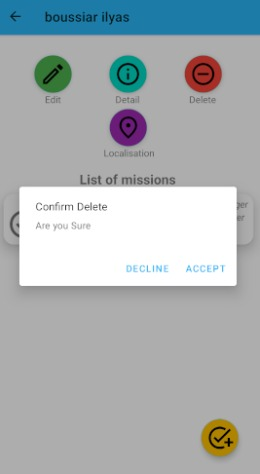 boussiar ilyas
Edit
Detail
Delete
Localisation
List of missions
Confirm Delete
Are you Sure
DECLINE
ACCEPT